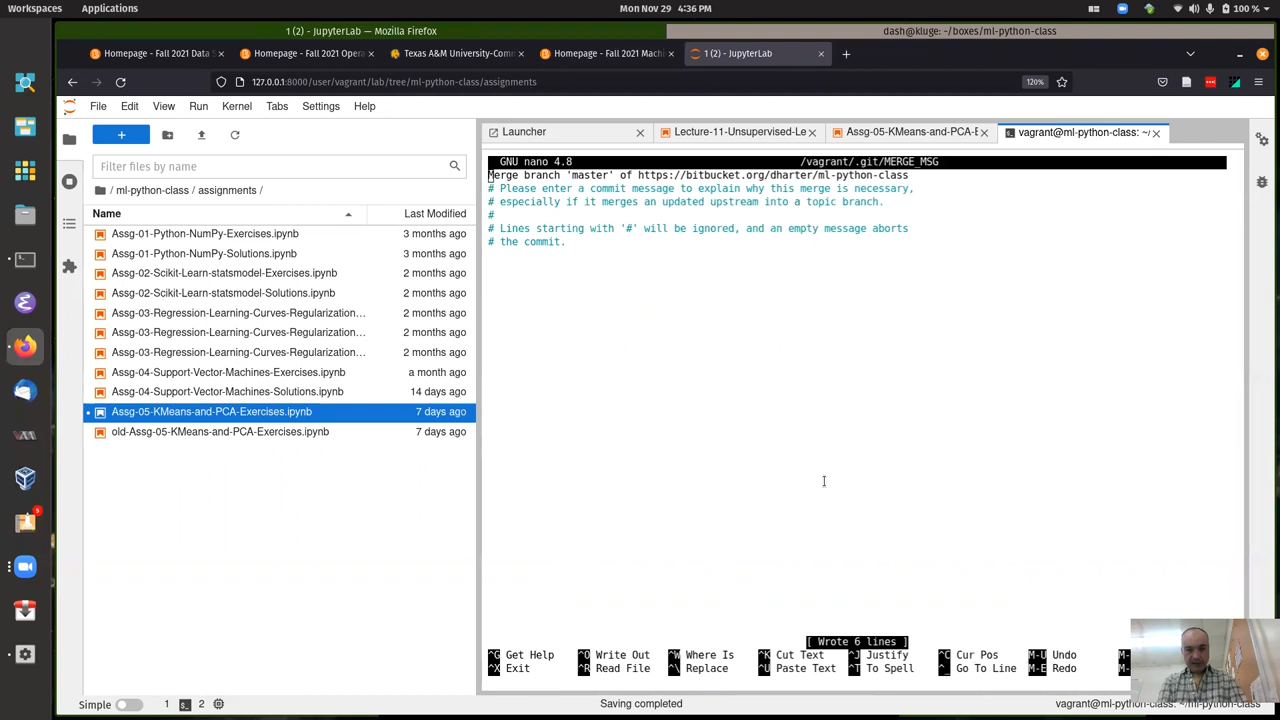 Workspaces Applications Mon Nov 29 4:36 PM 100 %
1 (2) - JupyterLab — Mozilla Firefox
dash@kluge: ~/boxes/ml-python-class
Homepage - Fall 2021 Data S
Homepage - Fall 2021 Opera
Texas A&M University-Comm
Homepage - Fall 2021 Machi
1 (2) - JupyterLab
127.0.0.1:8000/user/vagrant/lab/tree/ml-python-class/assignments 120%
File Edit View Run Kernel Tabs Settings Help
Filter files by name
/ ml-python-class / assignments /
Name Last Modified
Assg-01-Python-NumPy-Exercises.ipynb 3 months ago
Assg-01-Python-NumPy-Solutions.ipynb 3 months ago
Assg-02-Scikit-Learn-statsmodel-Exercises.ipynb 2 months ago
Assg-02-Scikit-Learn-statsmodel-Solutions.ipynb 2 months ago
Assg-03-Regression-Learning-Curves-Regularization... 2 months ago
Assg-03-Regression-Learning-Curves-Regularization... 2 months ago
Assg-03-Regression-Learning-Curves-Regularization... 2 months ago
Assg-04-Support-Vector-Machines-Exercises.ipynb a month ago
Assg-04-Support-Vector-Machines-Solutions.ipynb 14 days ago
Assg-05-KMeans-and-PCA-Exercises.ipynb 7 days ago
old-Assg-05-KMeans-and-PCA-Exercises.ipynb 7 days ago
Launcher
Lecture-11-Unsupervised-Le
Assg-05-KMeans-and-PCA-E
vagrant@ml-python-class: ~/
GNU nano 4.8 /vagrant/.git/MERGE_MSG
Merge branch 'master' of https://bitbucket.org/dharter/ml-python-class
# Please enter a commit message to explain why this merge is necessary,
# especially if it merges an updated upstream into a topic branch.
#
# Lines starting with '#' will be ignored, and an empty message aborts
# the commit.
[ Wrote 6 lines ]
^G Get Help ^O Write Out ^W Where Is ^K Cut Text ^J Justify ^C Cur Pos M-U Undo M-
^X Exit ^R Read File ^\ Replace ^U Paste Text ^T To Spell ^_ Go To Line M-E Redo M-
Simple 1 2 Saving completed vagrant@ml-python-class: ~/ml-python-class